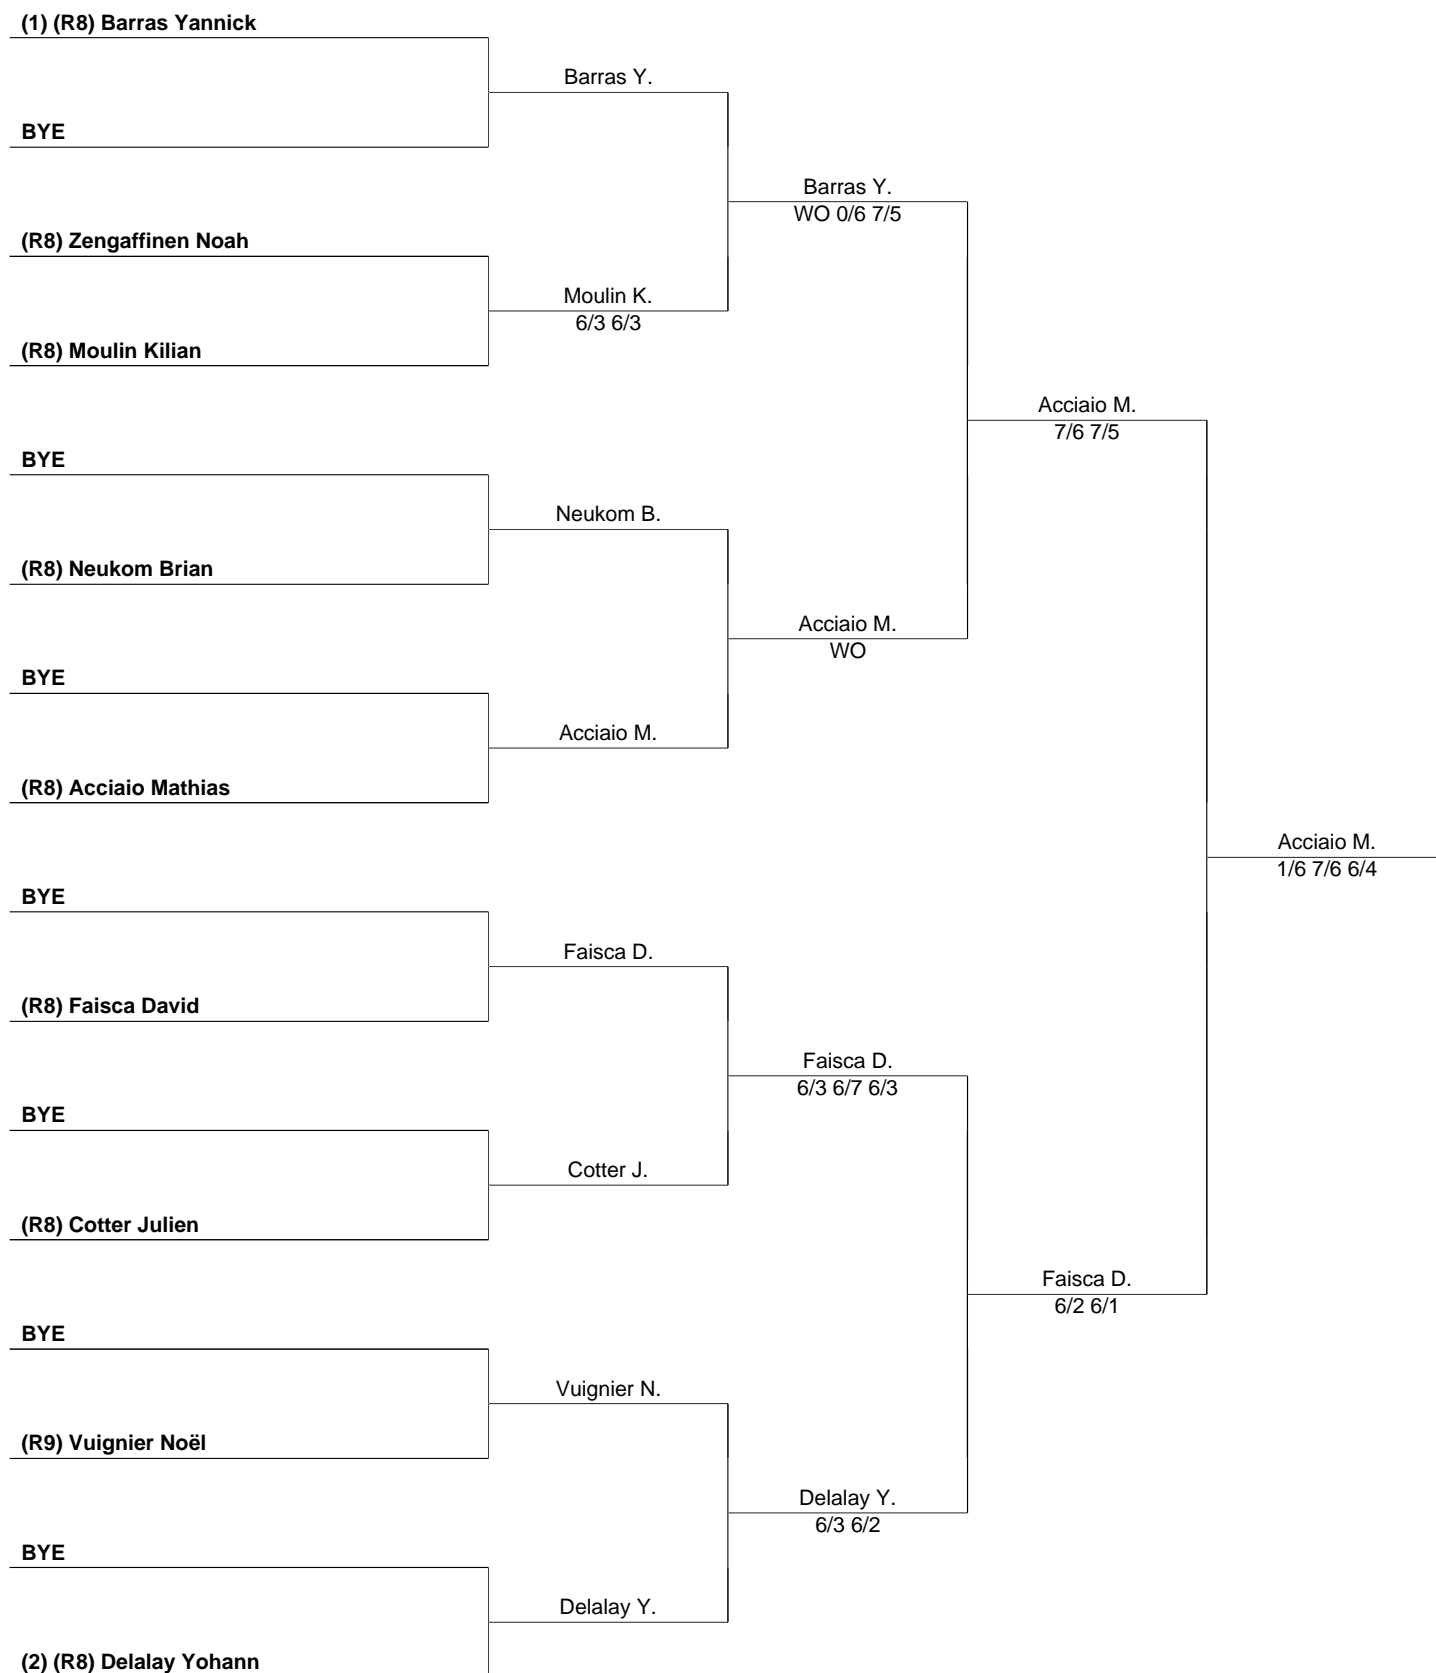 (1) (R8) Barras Yannick
Barras Y.
BYE
Barras Y.
WO 0/6 7/5
(R8) Zengaffinen Noah
Moulin K.
6/3 6/3
(R8) Moulin Kilian
Acciaio M.
7/6 7/5
BYE
Neukom B.
(R8) Neukom Brian
Acciaio M.
WO
BYE
Acciaio M.
(R8) Acciaio Mathias
Acciaio M.
1/6 7/6 6/4
BYE
Faisca D.
(R8) Faisca David
Faisca D.
6/3 6/7 6/3
BYE
Cotter J.
(R8) Cotter Julien
Faisca D.
6/2 6/1
BYE
Vuignier N.
(R9) Vuignier Noël
Delalay Y.
6/3 6/2
BYE
Delalay Y.
(2) (R8) Delalay Yohann